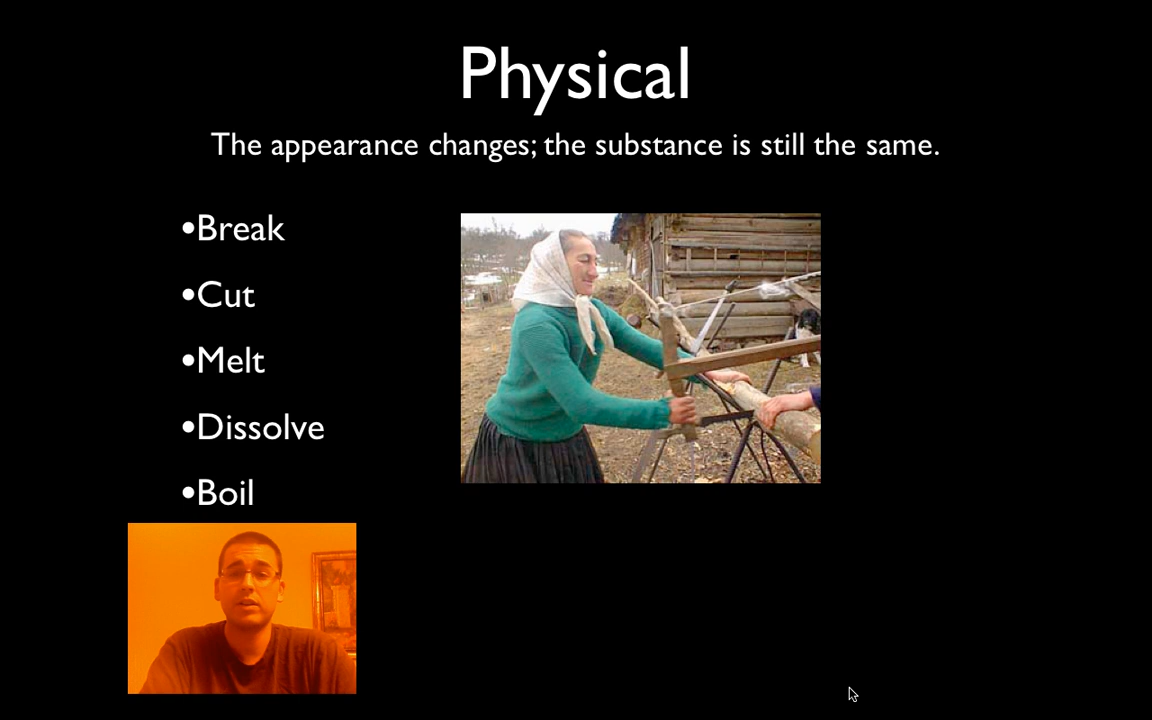 Physical
The appearance changes; the substance is still the same.
•Break
•Cut
•Melt
•Dissolve
•Boil